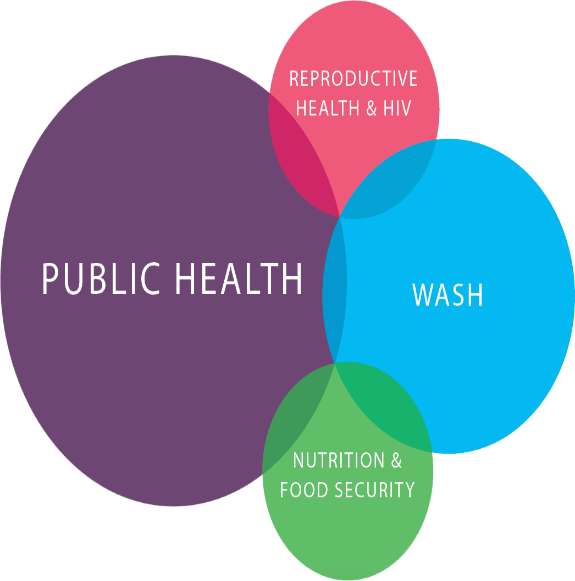 REPRODUCTIVE
HEALTH & HIV
PUBLIC HEALTH
WASH
NUTRITION &
FOOD SECURITY